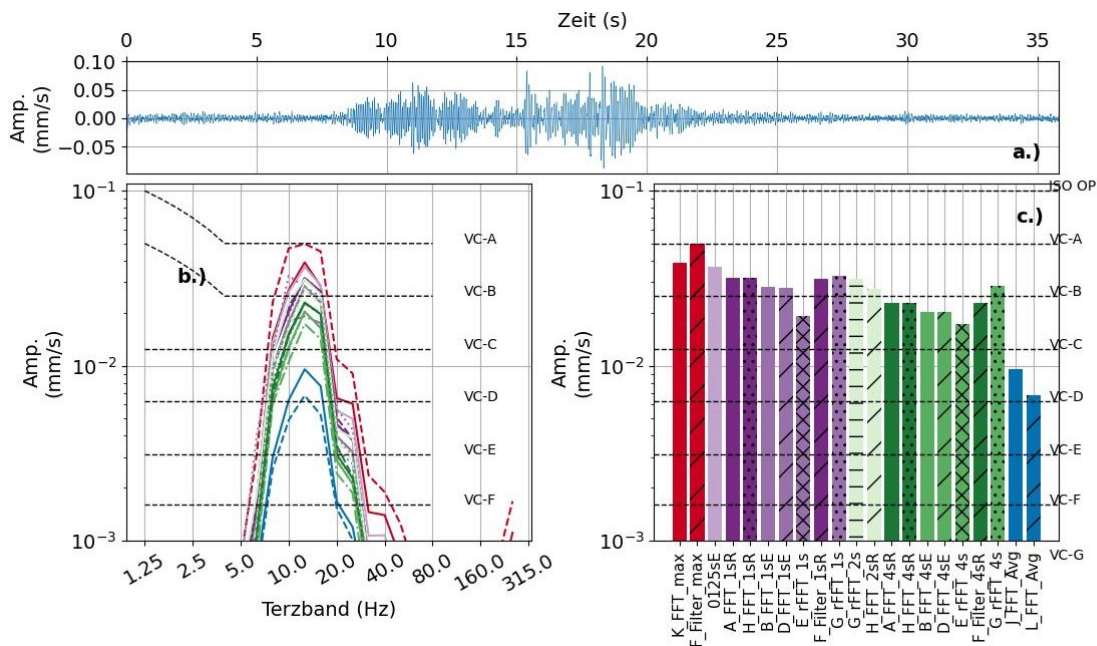 Zeit (s)
0 5 10 15 20 25 30 35
Amp.
(mm/s)
0.10
0.05
0.00
−0.05
a.)
Amp.
(mm/s)
10⁻¹
10⁻²
10⁻³
b.)
VC-A
VC-B
VC-C
VC-D
VC-E
VC-F
1.25 2.5 5.0 10.0 20.0 40.0 80.0 160.0 315.0
Terzband (Hz)
Amp.
(mm/s)
10⁻¹
10⁻²
10⁻³
c.)
ISO OP
VC-A
VC-B
VC-C
VC-D
VC-E
VC-F
VC-G
K_FFT_max
F_Filter_max
0125sE
A_FFT_1sR
H_FFT_1sR
B_FFT_1sE
D_FFT_1sE
E_rFFT_1s
F_Filter_1sR
G_rFFT_1s
G_rFFT_2s
H_FFT_2sR
A_FFT_4sR
H_FFT_4sR
B_FFT_4sE
D_FFT_4sE
E_rFFT_4s
F_Filter_4sR
G_rFFT_4s
J_FFT_Avg
L_FFT_Avg